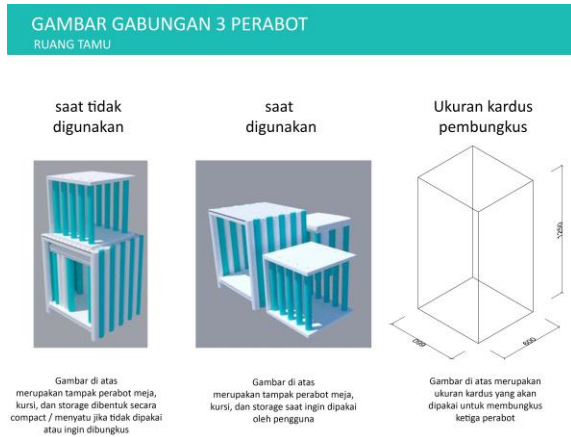 GAMBAR GABUNGAN 3 PERABOT
RUANG TAMU
saat tidak
digunakan
saat
digunakan
Ukuran kardus
pembungkus
1250
600
Gambar di atas
merupakan tampak perabot meja,
kursi, dan storage dibentuk secara
compact / menyatu jika tidak dipakai
atau ingin dibungkus
Gambar di atas
merupakan tampak perabot meja,
kursi, dan storage saat ingin dipakai
oleh pengguna
Gambar di atas merupakan
ukuran kardus yang akan
dipakai untuk membungkus
ketiga perabot